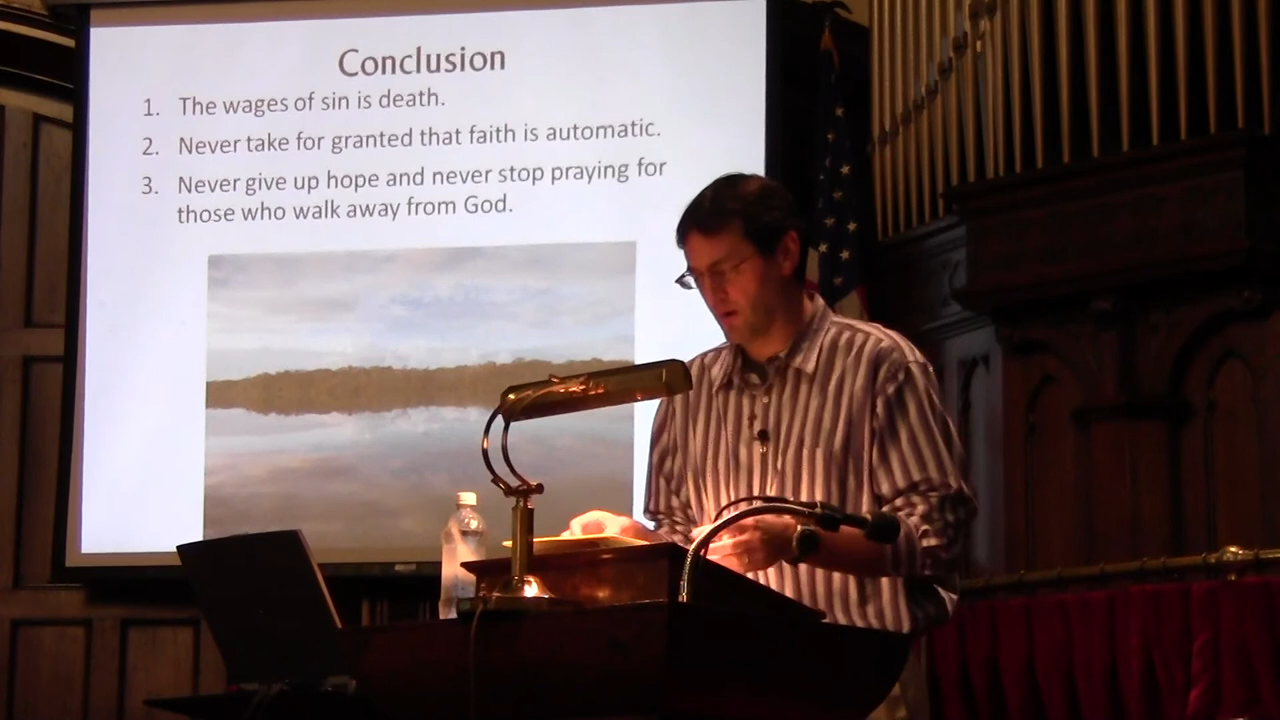 Conclusion
1. The wages of sin is death.
2. Never take for granted that faith is automatic.
3. Never give up hope and never stop praying for
those who walk away from God.